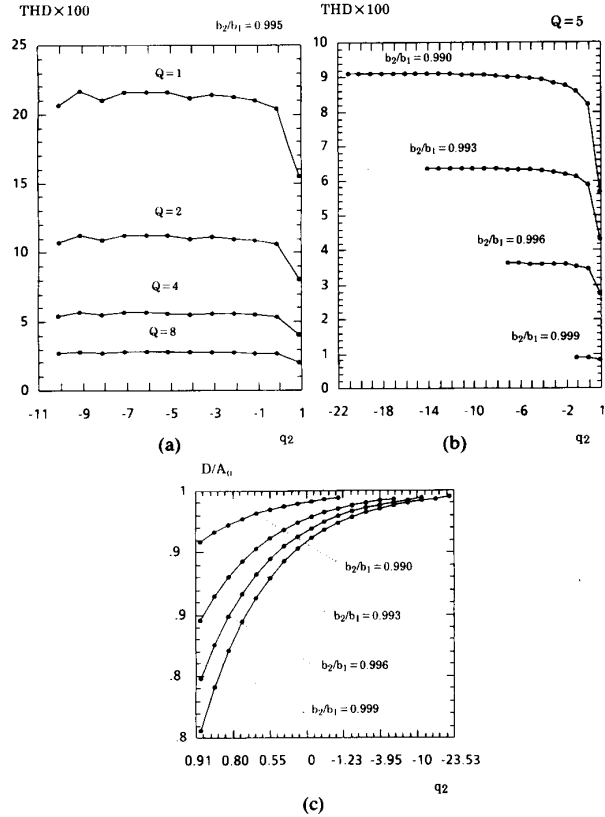 THD×100
b2/b1 = 0.995
25
20
15
10
5
0
Q = 1
Q = 2
Q = 4
Q = 8
-11 -9 -7 -5 -3 -1 1
q2
(a)
THD×100
Q = 5
10
9
8
7
6
5
4
3
2
1
0
b2/b1 = 0.990
b2/b1 = 0.993
b2/b1 = 0.996
b2/b1 = 0.999
-22 -18 -14 -10 -6 -2 1
q2
(b)
D/A0
1
.9
.9
.8
.8
b2/b1 = 0.990
b2/b1 = 0.993
b2/b1 = 0.996
b2/b1 = 0.999
0.91 0.80 0.55 0 -1.23 -3.95 -10 -23.53
q2
(c)